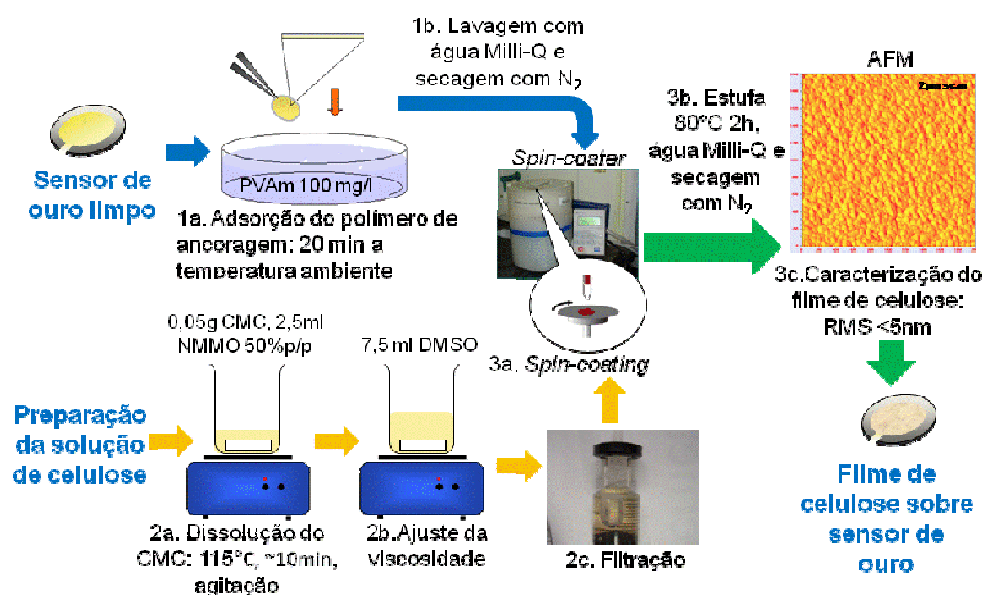 Sensor de
ouro limpo
PVAm 100 mg/l
1a. Adsorção do polímero de
ancoragem: 20 min a
temperatura ambiente
1b. Lavagem com
água Milli-Q e
secagem com N2
Spin-coater
3a. Spin-coating
3b. Estufa
80°C 2h,
água Milli-Q e
secagem
com N2
AFM
3c.Caracterização do
filme de celulose:
RMS <5nm
0,05g CMC, 2,5ml
NMMO 50%p/p
7,5 ml DMSO
Preparação
da solução
de celulose
2a. Dissolução do
CMC: 115°C, ~10min,
agitação
2b.Ajuste da
viscosidade
2c. Filtração
Filme de
celulose sobre
sensor de
ouro